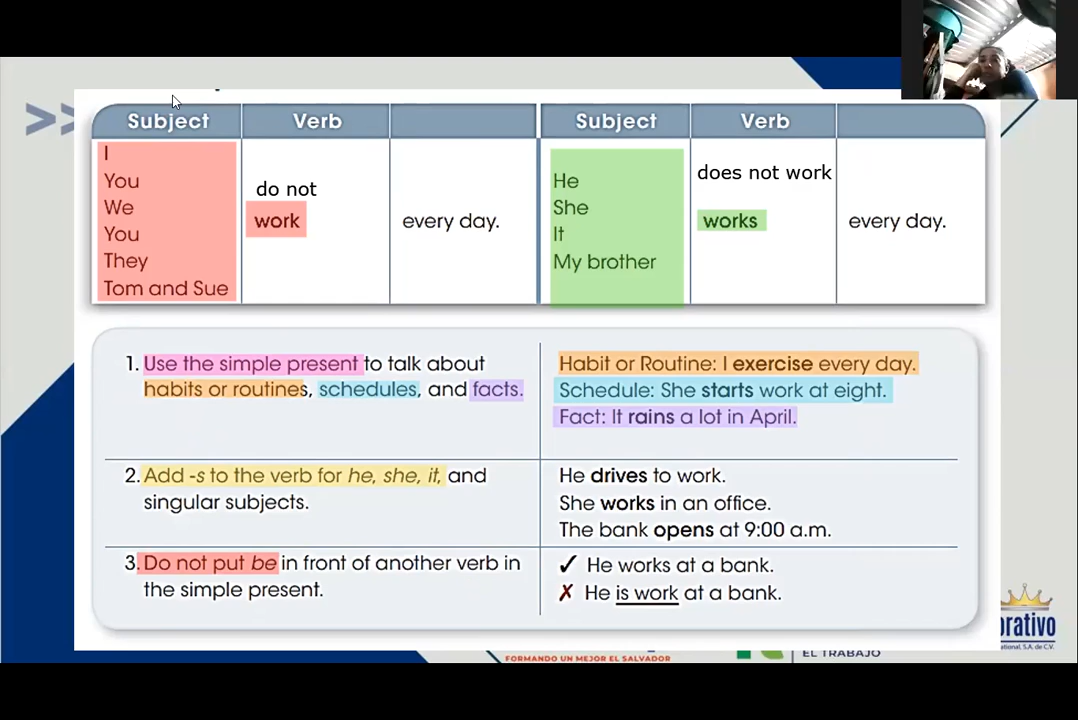 Subject Verb Subject Verb
I
You
We
You
They
Tom and Sue
do not
work
every day.
He
She
It
My brother
does not work
works
every day.
1. Use the simple present to talk about
habits or routines, schedules, and facts.
Habit or Routine: I exercise every day.
Schedule: She starts work at eight.
Fact: It rains a lot in April.
2. Add -s to the verb for he, she, it, and
singular subjects.
He drives to work.
She works in an office.
The bank opens at 9:00 a.m.
3. Do not put be in front of another verb in
the simple present.
✓ He works at a bank.
✗ He is work at a bank.
FORMANDO UN MEJOR EL SALVADOR
EL TRABAJO
orativo